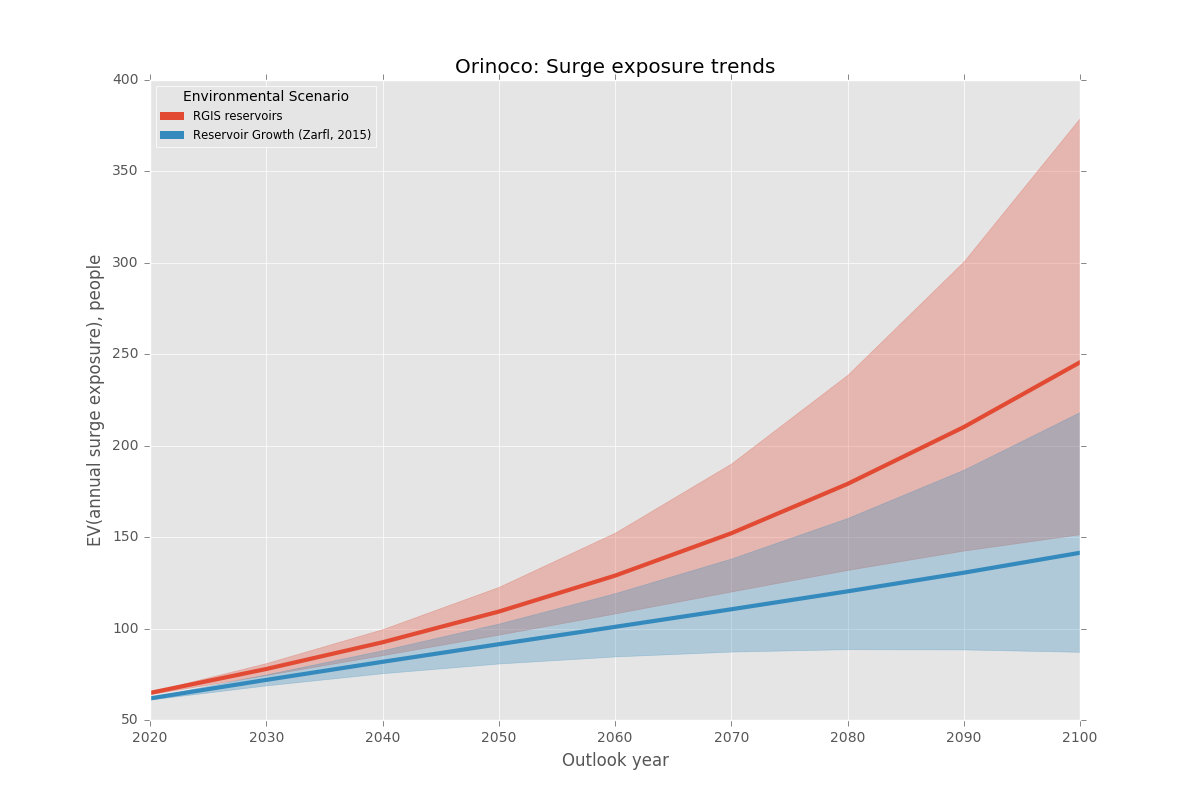 Orinoco: Surge exposure trends
Environmental Scenario
RGIS reservoirs
Reservoir Growth (Zarfl, 2015)
EV(annual surge exposure), people
400
350
300
250
200
150
100
50
2020 2030 2040 2050 2060 2070 2080 2090 2100
Outlook year